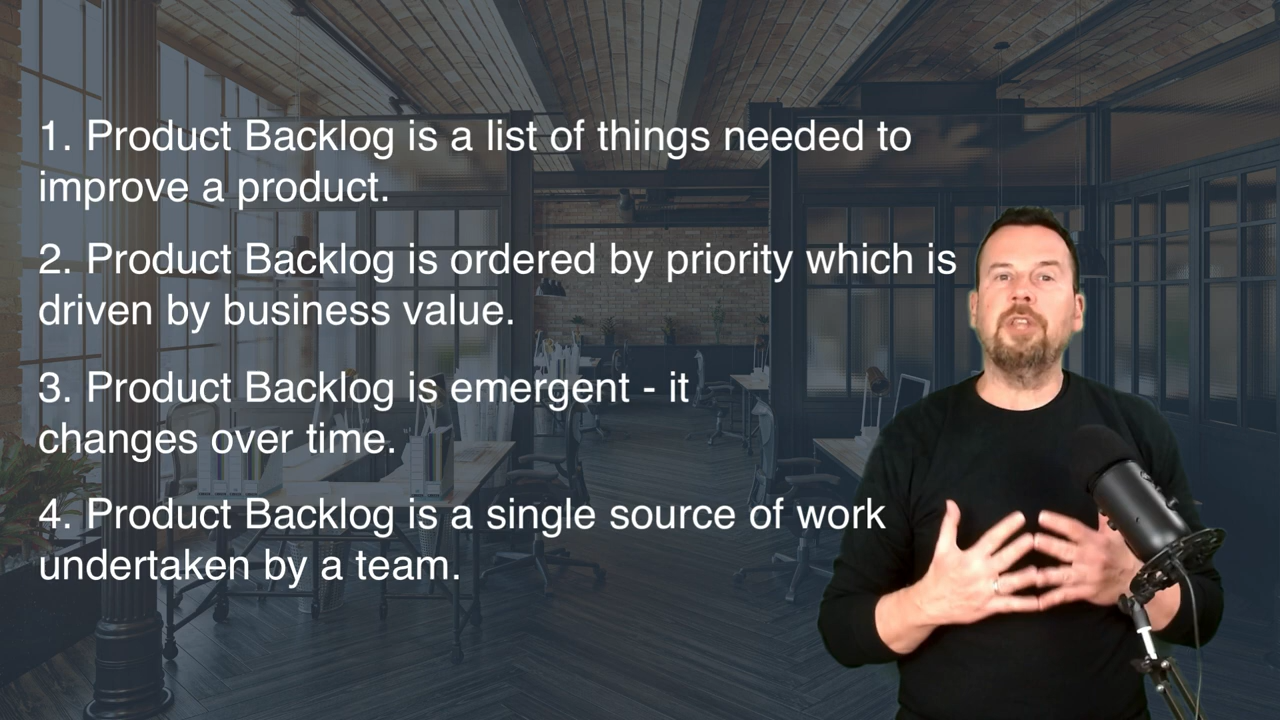 1. Product Backlog is a list of things needed to
improve a product.
2. Product Backlog is ordered by priority which is
driven by business value.
3. Product Backlog is emergent - it
changes over time.
4. Product Backlog is a single source of work
undertaken by a team.